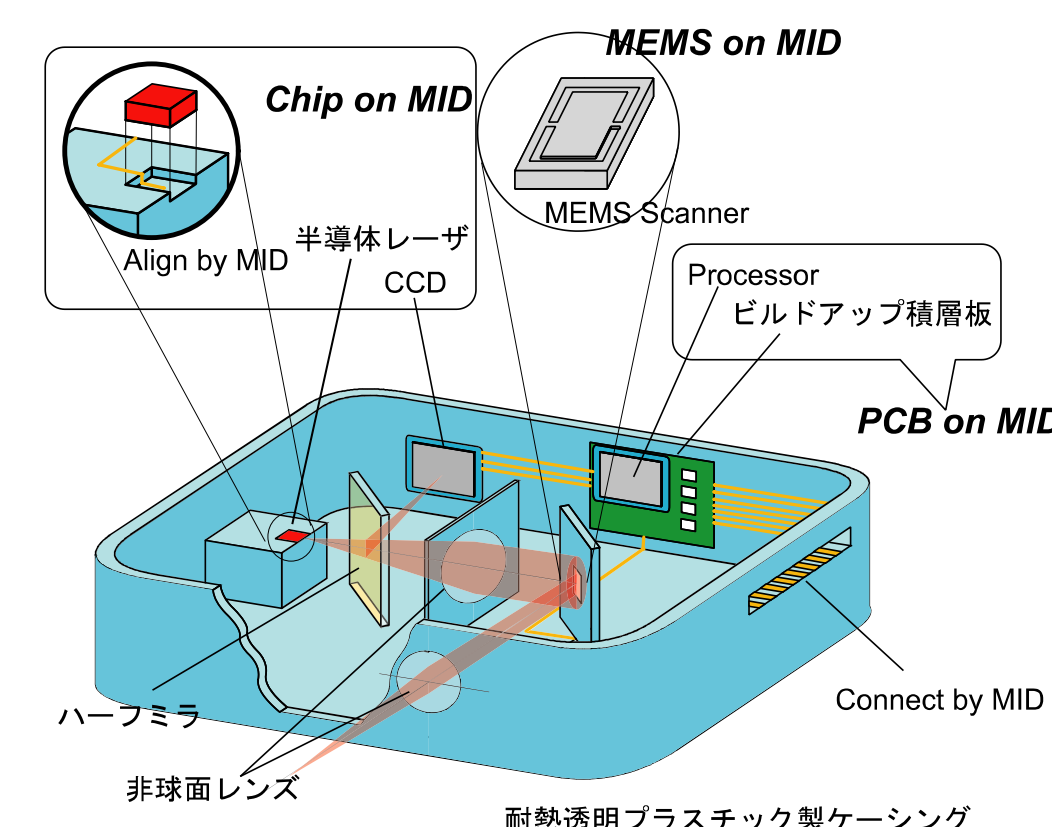 MEMS on MID
Chip on MID
MEMS Scanner
半導体レーザ
Align by MID
CCD
Processor
ビルドアップ積層板
PCB on MID
Connect by MID
ハーフミラ
非球面レンズ
耐熱透明プラスチック製ケーシング